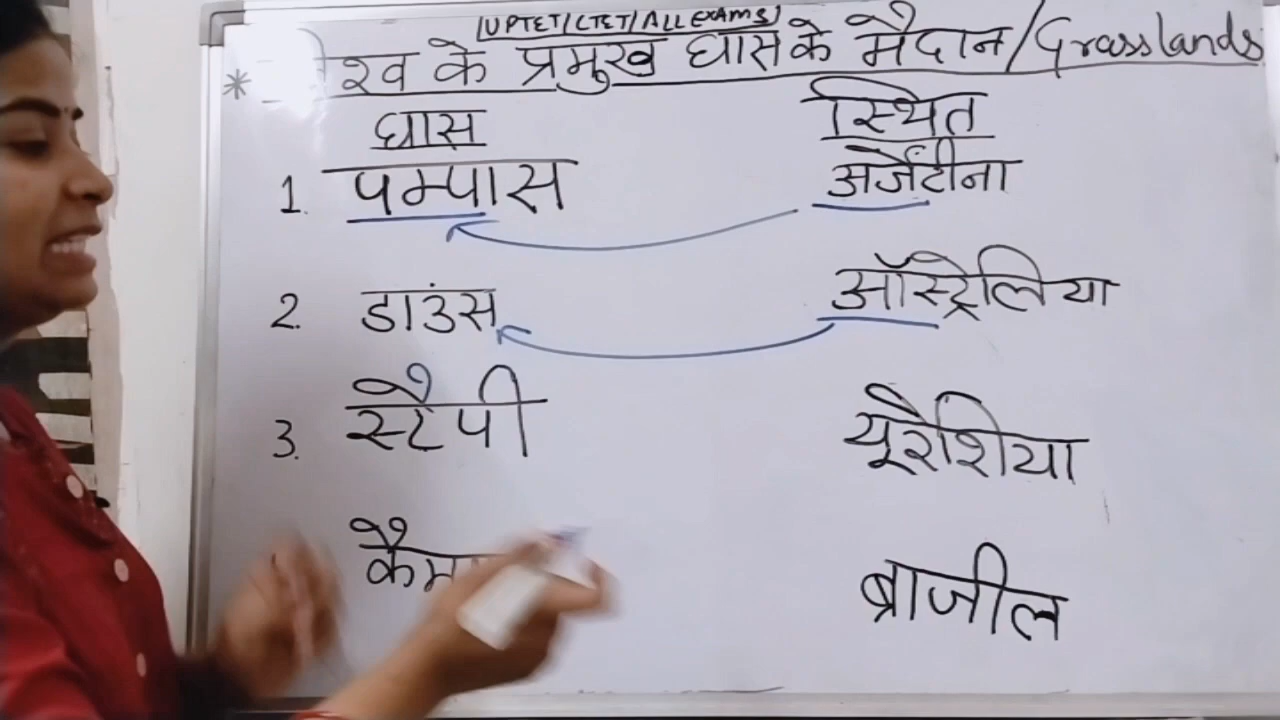 (UPTET/CTET/ALL EXAMS)
* के प्रमुख घास के मैदान/Grasslands
घास स्थित
1. पम्पास अर्जेंटीना
2. डाउंस ऑस्ट्रेलिया
3. स्टैपी यूरैशिया
ब्राजील